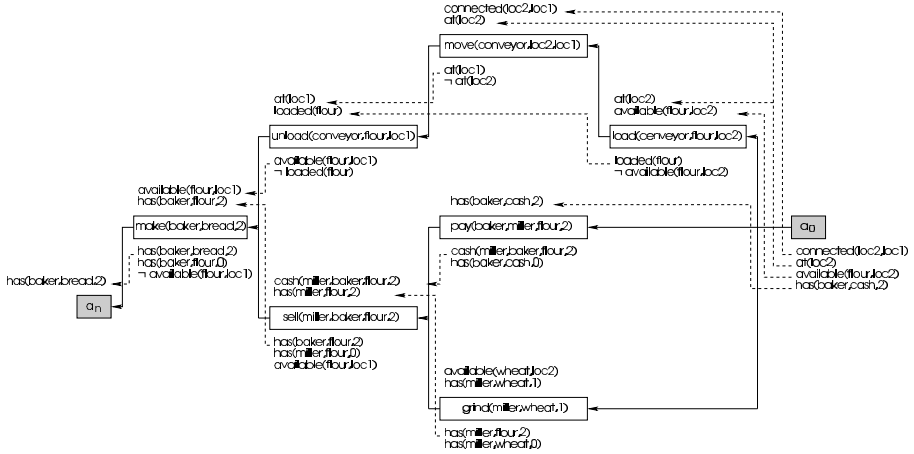 connected(loc2,loc1)
at(loc2)
move(conveyor,loc2,loc1)
at(loc1)
¬ at(loc2)
at(loc1)
loaded(flour)
unload(conveyor,flour,loc1)
available(flour,loc1)
¬ loaded(flour)
at(loc2)
available(flour,loc2)
load(conveyor,flour,loc2)
loaded(flour)
¬ available(flour,loc2)
available(flour,loc1)
has(baker,flour,2)
make(baker,bread,2)
has(baker,bread,2)
has(baker,flour,0)
¬ available(flour,loc1)
has(baker,bread,2)
an
has(baker,cash,2)
pay(baker,miller,flour,2)
cash(miller,baker,flour,2)
has(baker,cash,0)
a0
connected(loc2,loc1)
at(loc2)
available(flour,loc2)
has(baker,cash,2)
cash(miller,baker,flour,2)
has(miller,flour,2)
sell(miller,baker,flour,2)
has(baker,flour,2)
has(miller,flour,0)
available(flour,loc1)
available(wheat,loc2)
has(miller,wheat,1)
grind(miller,wheat,1)
has(miller,flour,2)
has(miller,wheat,0)